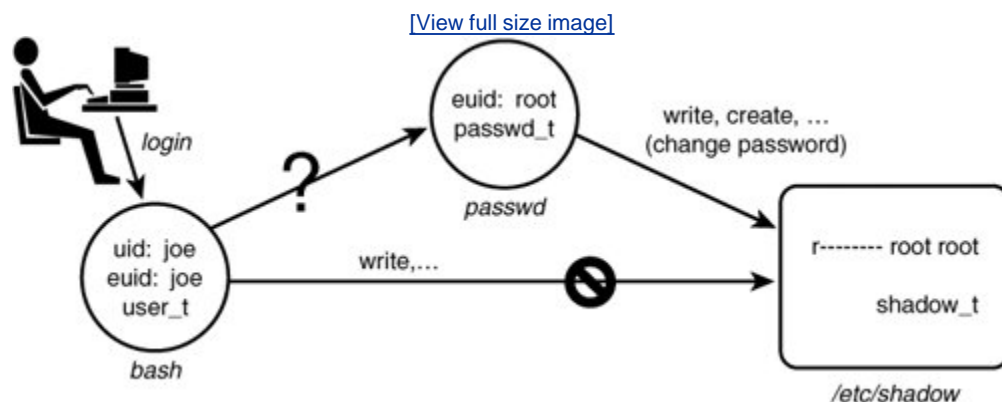 [View full size image]
login
euid: root
passwd_t
passwd
write, create, ...
(change password)
?
uid: joe
euid: joe
user_t
bash
write,...
r-------- root root
shadow_t
/etc/shadow